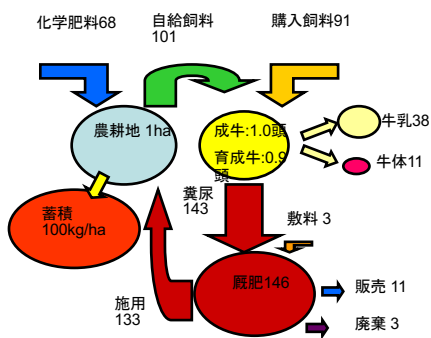 化学肥料68
自給飼料
101
購入飼料91
農耕地 1ha
成牛:1.0頭
育成牛:0.9
頭
牛乳38
牛体11
糞尿
143
蓄積
100kg/ha
敷料 3
厩肥146
施用
133
販売 11
廃棄 3